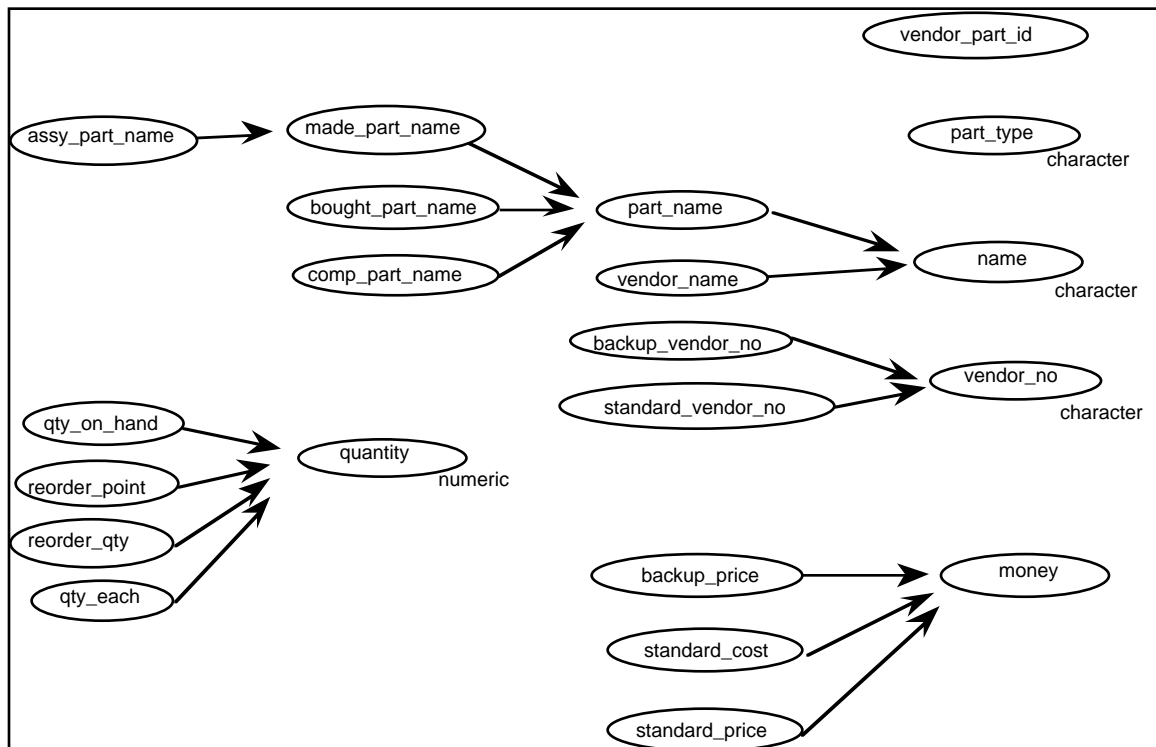 vendor_part_id
assy_part_name
made_part_name
part_type
character
bought_part_name
part_name
comp_part_name
vendor_name
name
character
backup_vendor_no
vendor_no
standard_vendor_no
character
qty_on_hand
quantity
numeric
reorder_point
reorder_qty
qty_each
backup_price
money
standard_cost
standard_price